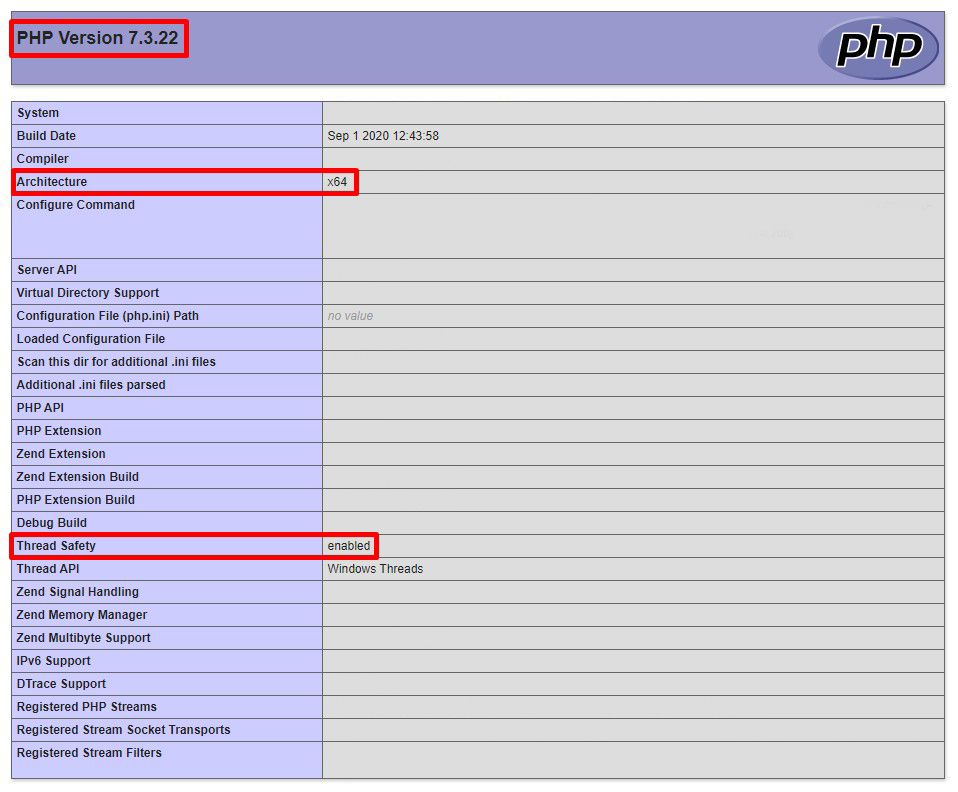 PHP Version 7.3.22
php
System
Build Date Sep 1 2020 12:43:58
Compiler
Architecture x64
Configure Command
Server API
Virtual Directory Support
Configuration File (php.ini) Path no value
Loaded Configuration File
Scan this dir for additional .ini files
Additional .ini files parsed
PHP API
PHP Extension
Zend Extension
Zend Extension Build
PHP Extension Build
Debug Build
Thread Safety enabled
Thread API Windows Threads
Zend Signal Handling
Zend Memory Manager
Zend Multibyte Support
IPv6 Support
DTrace Support
Registered PHP Streams
Registered Stream Socket Transports
Registered Stream Filters